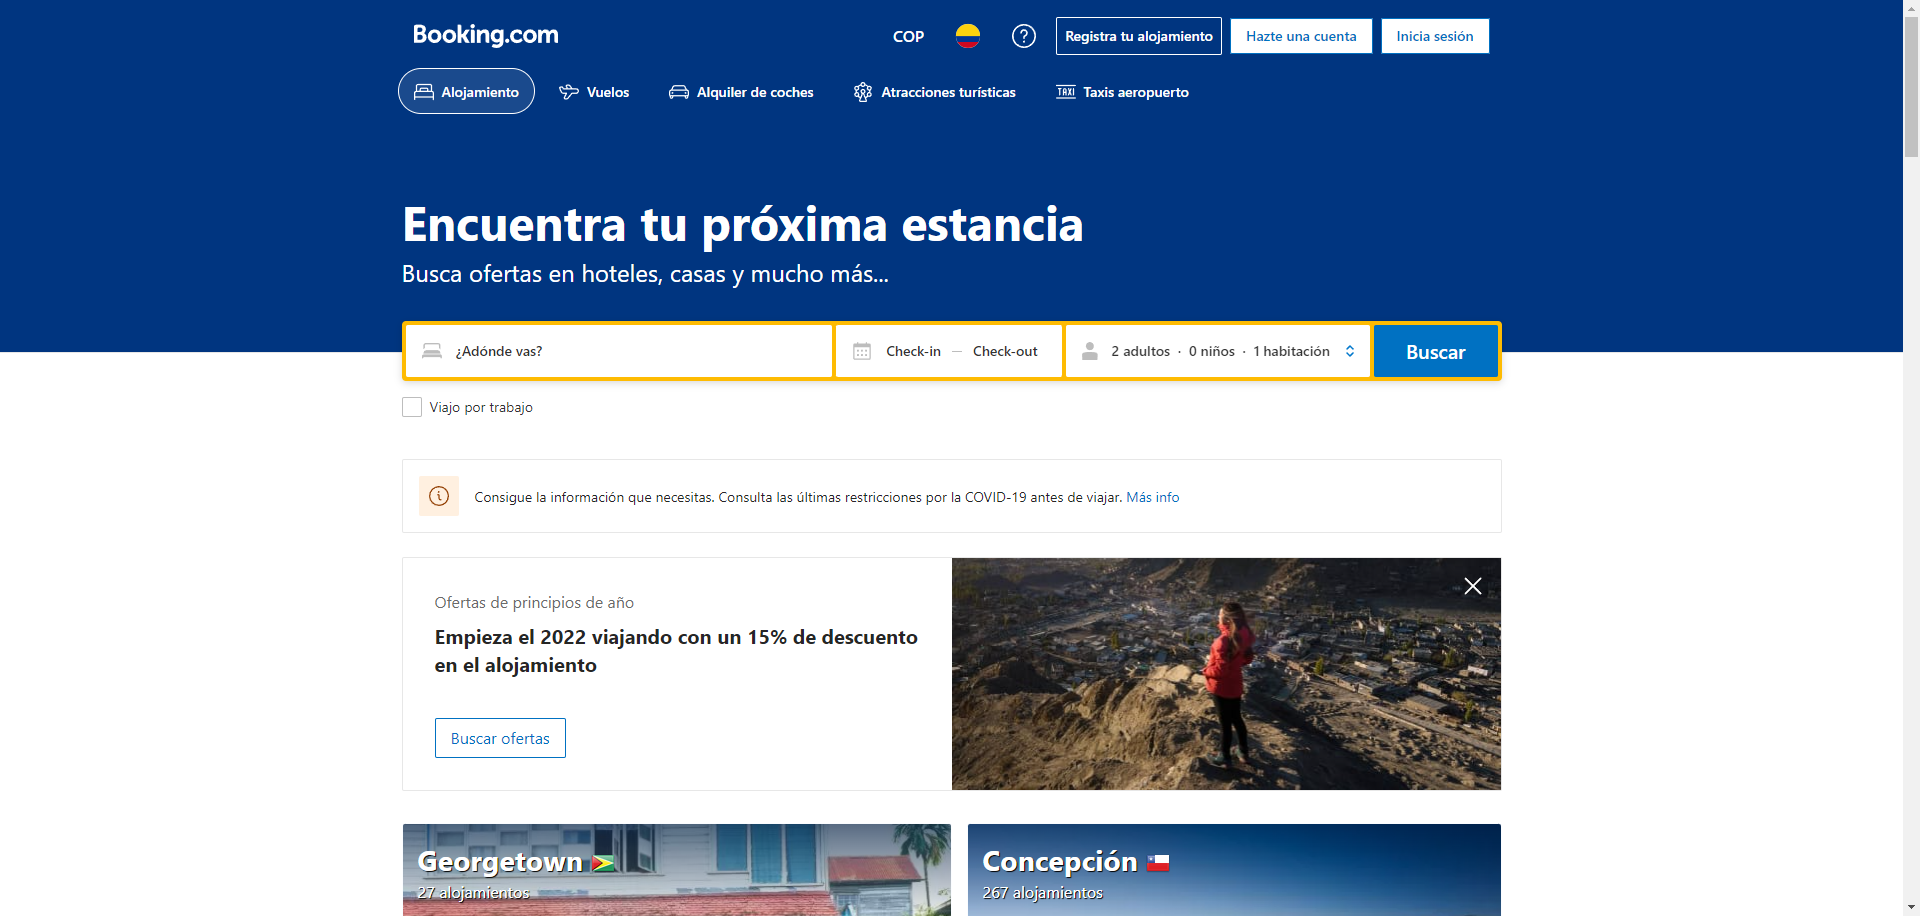 Booking.com
COP
Registra tu alojamiento
Hazte una cuenta
Inicia sesión
Alojamiento
Vuelos
Alquiler de coches
Atracciones turísticas
TAXI
Taxis aeropuerto
Encuentra tu próxima estancia
Busca ofertas en hoteles, casas y mucho más...
¿Adónde vas?
Check-in — Check-out
2 adultos · 0 niños · 1 habitación
Buscar
Viajo por trabajo
Consigue la información que necesitas. Consulta las últimas restricciones por la COVID-19 antes de viajar. Más info
Ofertas de principios de año
Empieza el 2022 viajando con un 15% de descuento
en el alojamiento
Buscar ofertas
Georgetown
27 alojamientos
Concepción
267 alojamientos